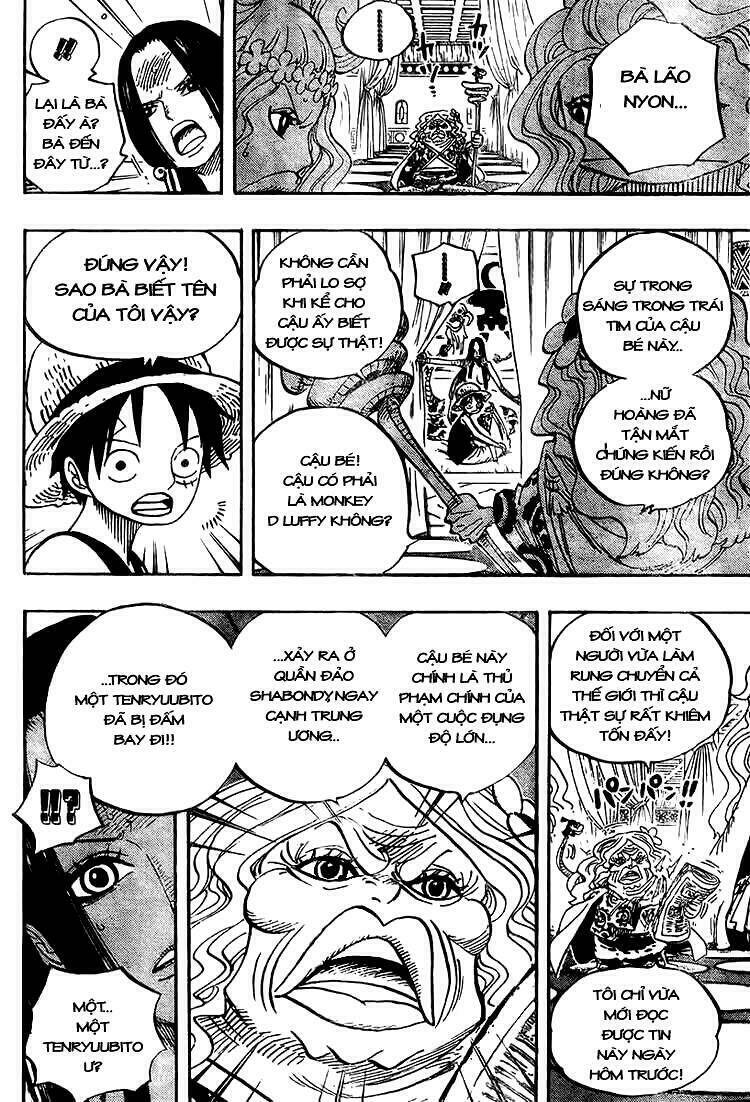 BÀ LÃO
NYON...
!!
LẠI LÀ BÀ
ĐẤY À?
BÀ ĐẾN
ĐÂY TỪ...?
SỰ TRONG
SÁNG TRONG TRÁI
TIM CỦA CẬU
BÉ NÀY..
...NỮ
HOÀNG ĐÃ
TẬN MẮT
CHỨNG KIẾN RỒI
ĐÚNG KHÔNG?
KHÔNG CẦN
PHẢI LO SỢ
KHI KỂ CHO
CẬU ẤY BIẾT
ĐƯỢC SỰ THẬT!
CẬU BÉ!
CẬU CÓ PHẢI
LÀ MONKEY
D LUFFY KHÔNG?
ĐÚNG VẬY!
SAO BÀ BIẾT TÊN
CỦA TÔI VẬY?
ĐỐI VỚI MỘT
NGƯỜI VỪA LÀM
RUNG CHUYỂN CẢ
THẾ GIỚI THÌ CẬU
THẬT SỰ RẤT KHIÊM
TỐN ĐẤY!
パンパン!!
TÔI CHỈ VỪA
MỚI ĐỌC
ĐƯỢC TIN
NÀY NGÀY
HÔM TRƯỚC!
CẬU BÉ NÀY
CHÍNH LÀ THỦ
PHẠM CHÍNH CỦA
MỘT CUỘC ĐỤNG
ĐỘ LỚN...
...XẢY RA Ở
QUẦN ĐẢO
SHABONDY,NGAY
CẠNH TRUNG
ƯƠNG..
...TRONG ĐÓ
MỘT TENRYUUBITO
ĐÃ BỊ ĐẤM
BAY ĐI!!
!!?
MỘT...
MỘT
TENRYUUBITO
Ư?